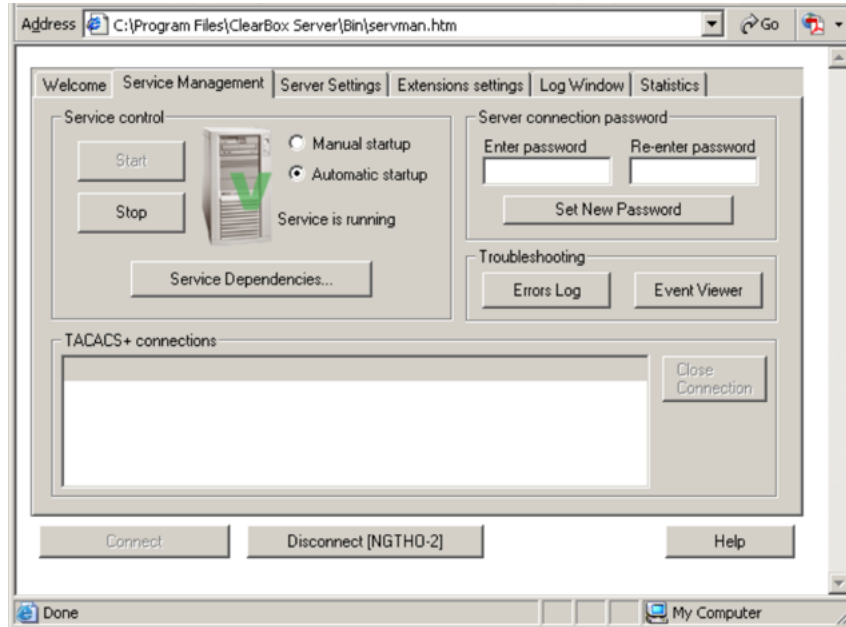 Address C:\Program Files\ClearBox Server\Bin\servman.htm Go
Welcome Service Management Server Settings Extensions settings Log Window Statistics
Service control
Start
Manual startup
Automatic startup
Stop
Service is running
Service Dependencies...
Server connection password
Enter password Re-enter password
Set New Password
Troubleshooting
Errors Log Event Viewer
TACACS+ connections
Close
Connection
Connect Disconnect [NGTHO-2] Help
Done My Computer